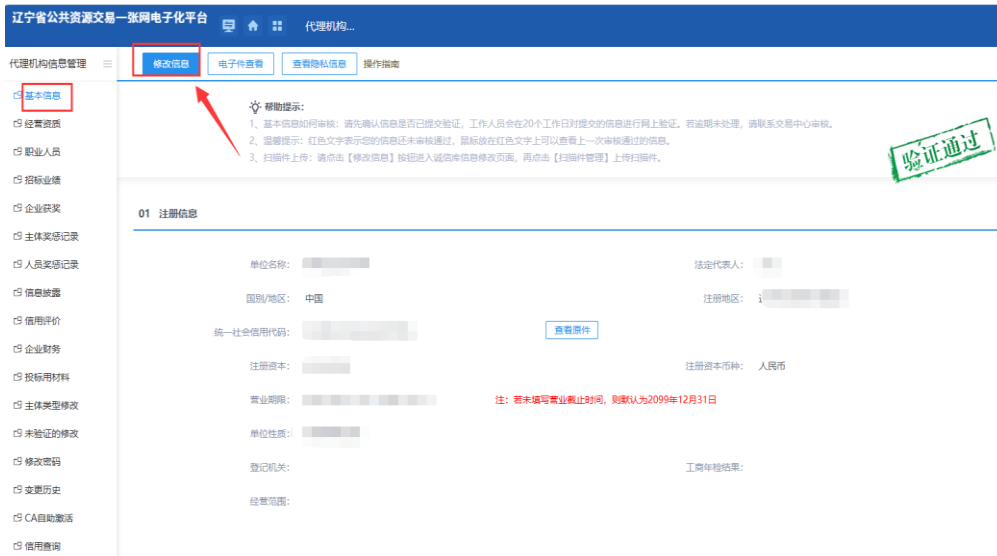 辽宁省公共资源交易一张网电子化平台
代理机构...
代理机构信息管理
修改信息
电子件查看
查看隐私信息
操作指南
基本信息
经营资质
职业人员
招标业绩
企业获奖
主体奖惩记录
人员奖惩记录
信息披露
信用评价
企业财务
投标用材料
主体类型修改
未验证的修改
修改密码
变更历史
CA自助激活
信用查询
帮助提示：
1、基本信息如何审核：请先确认信息是否已提交验证，工作人员会在20个工作日对提交的信息进行网上验证。若逾期未处理，请联系交易中心审核。
2、温馨提示：红色文字表示您的信息还未审核通过，鼠标放在红色文字上可以查看上一次审核通过的信息。
3、扫描件上传：请点击【修改信息】按钮进入诚信库信息修改页面，再点击【扫描件管理】上传扫描件。
验证通过
01 注册信息
单位名称：
法定代表人：
国别/地区： 中国
注册地区：
统一社会信用代码：
查看原件
注册资本：
注册资本币种： 人民币
营业期限：
注：若未填写营业截止时间，则默认为2099年12月31日
单位性质：
登记机关：
工商年检结果：
经营范围：